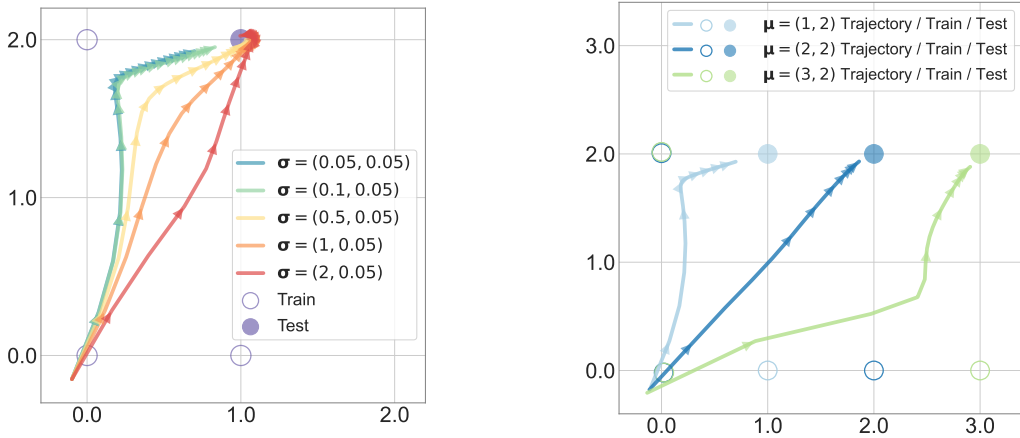 2.0
1.0
0.0
0.0
1.0
2.0
σ = (0.05, 0.05)
σ = (0.1, 0.05)
σ = (0.5, 0.05)
σ = (1, 0.05)
σ = (2, 0.05)
Train
Test
3.0
2.0
1.0
0.0
0.0
1.0
2.0
3.0
μ = (1, 2) Trajectory / Train / Test
μ = (2, 2) Trajectory / Train / Test
μ = (3, 2) Trajectory / Train / Test